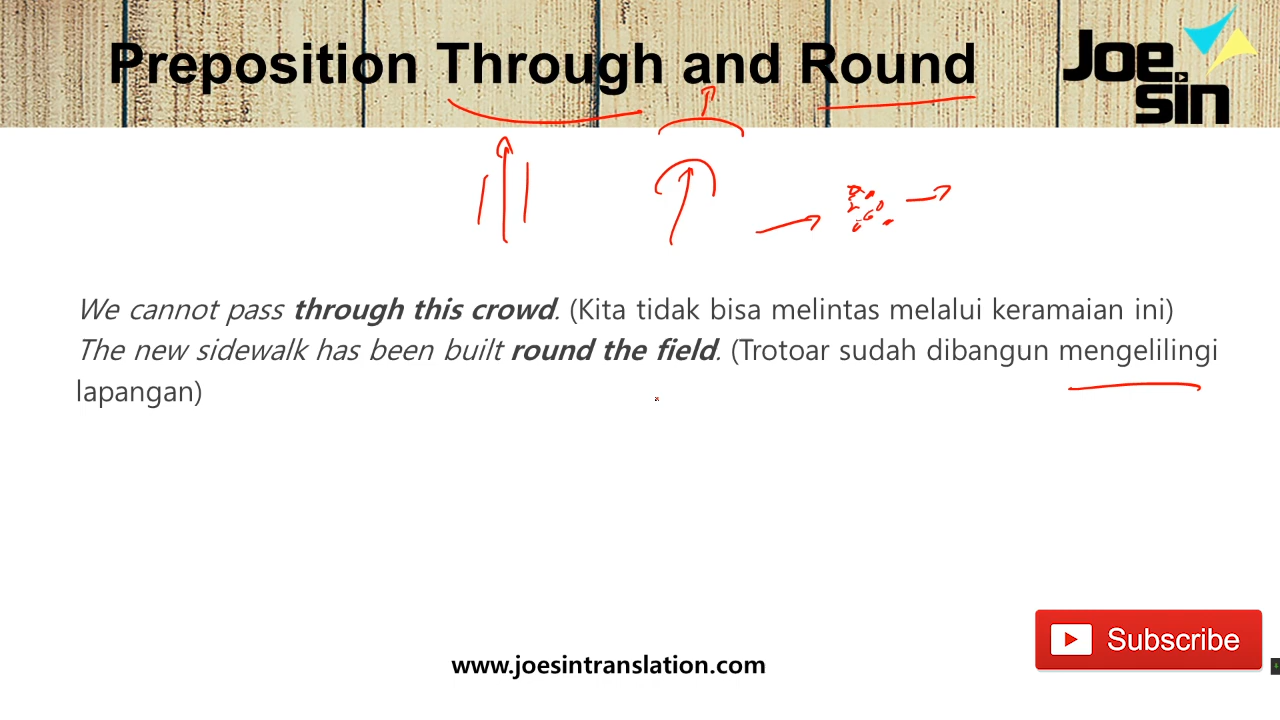 Preposition Through and Round
Joe
sin
We cannot pass through this crowd. (Kita tidak bisa melintas melalui keramaian ini)
The new sidewalk has been built round the field. (Trotoar sudah dibangun mengelilingi
lapangan)
Subscribe
www.joesintranslation.com